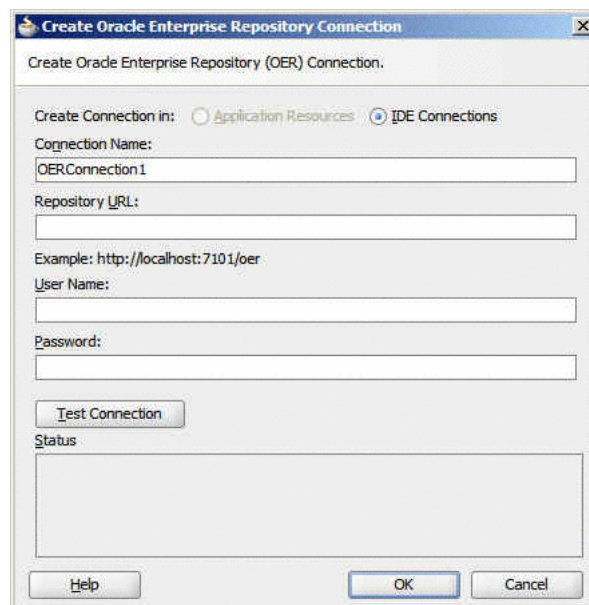 Create Oracle Enterprise Repository Connection
Create Oracle Enterprise Repository (OER) Connection.
Create Connection in: Application Resources IDE Connections
Connection Name:
OERConnection1
Repository URL:
Example: http://localhost:7101/oer
User Name:
Password:
Test Connection
Status
Help OK Cancel